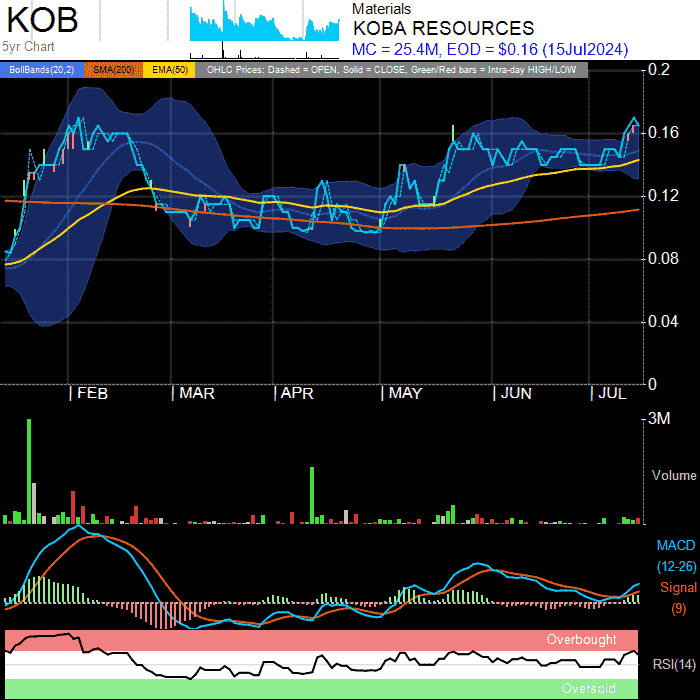 KOB
5yr Chart
Materials
KOBA RESOURCES
MC = 25.4M, EOD = $0.16 (15Jul2024)
BollBands(20,2) SMA(200) EMA(50) OHLC Prices: Dashed = OPEN, Solid = CLOSE, Green/Red bars = Intra-day HIGH/LOW
0.2
0.16
0.12
0.08
0.04
0
| FEB | MAR | APR | MAY | JUN | JUL
3M
Volume
MACD
(12-26)
Signal
(9)
Overbought
RSI(14)
Oversold